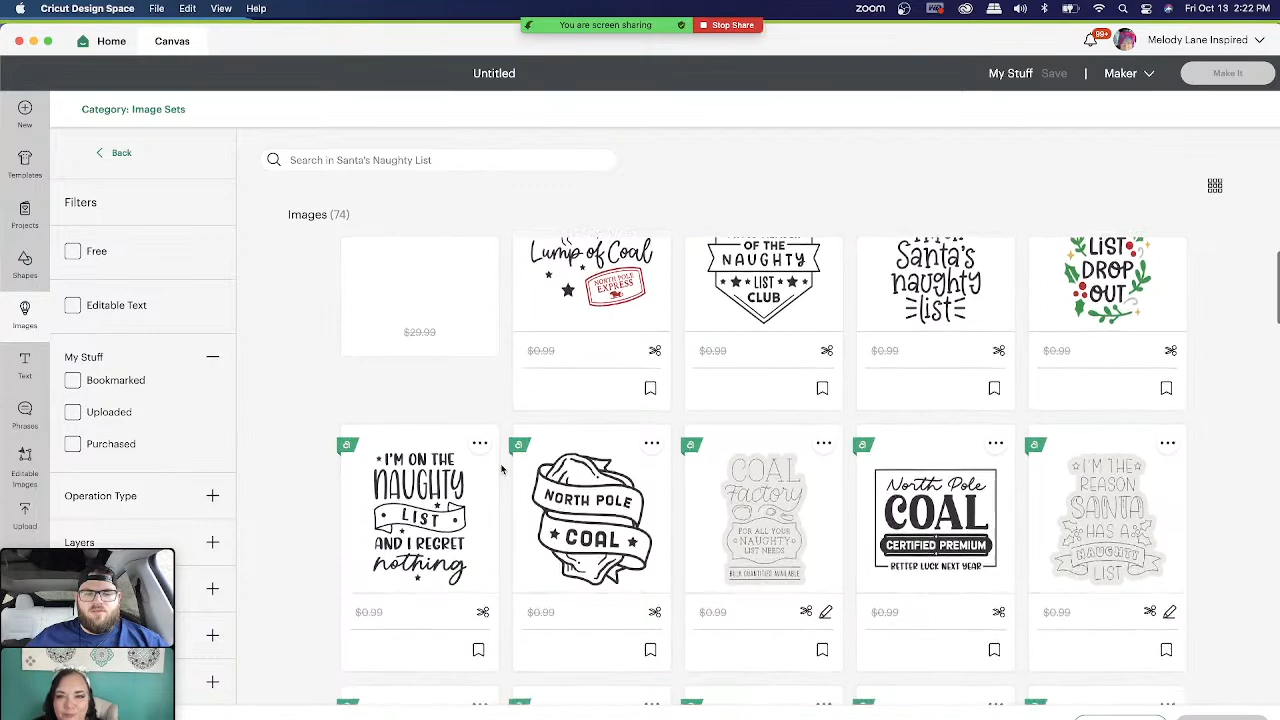 Cricut Design Space File Edit View Help
zoom
Fri Oct 13 2:22 PM
You are screen sharing
Stop Share
Home
Canvas
99+
Melody Lane Inspired
Untitled
My Stuff Save | Maker
Make It
New
Templates
Projects
Shapes
Images
Text
Phrases
Editable
Images
Upload
Category: Image Sets
Back
Filters
Free
Editable Text
My Stuff
Bookmarked
Uploaded
Purchased
Operation Type
Layers
Search in Santa's Naughty List
Images (74)
$29.99
Lump of Coal
NORTH POLE
EXPRESS
$0.99
OF THE
NAUGHTY
LIST
CLUB
$0.99
Santa's
naughty
list
$0.99
LIST
DROP
OUT
$0.99
I'M ON THE
NAUGHTY
LIST
AND I REGRET
nothing
$0.99
NORTH POLE
COAL
$0.99
COAL
Factory
FOR ALL YOUR
NAUGHTY
LIST NEEDS
BULK QUANTITIES AVAILABLE
$0.99
North Pole
COAL
CERTIFIED PREMIUM
BETTER LUCK NEXT YEAR
$0.99
I'M THE
REASON
SANTA
HAS A
NAUGHTY
LIST
$0.99